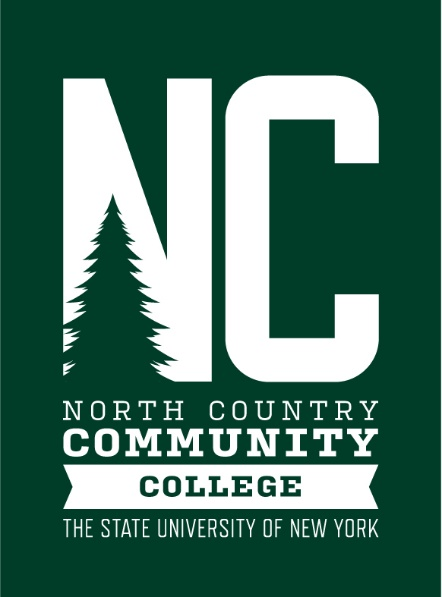 NC
NORTH COUNTRY
COMMUNITY
COLLEGE
THE STATE UNIVERSITY OF NEW YORK